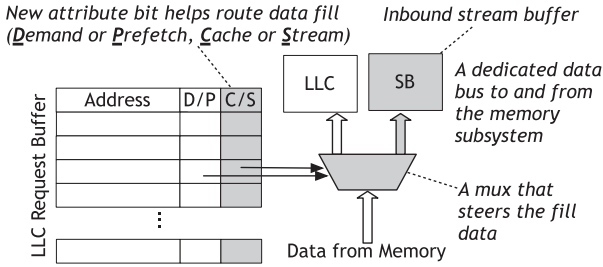 New attribute bit helps route data fill
(Demand or Prefetch, Cache or Stream)
Inbound stream buffer
LLC
SB
A dedicated data
bus to and from
the memory
subsystem
LLC Request Buffer
Address D/P C/S
A mux that
steers the fill
data
Data from Memory